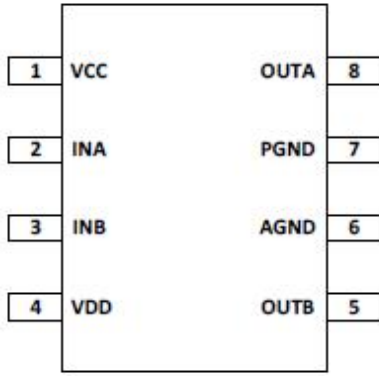 1 VCC OUTA 8
2 INA PGND 7
3 INB AGND 6
4 VDD OUTB 5